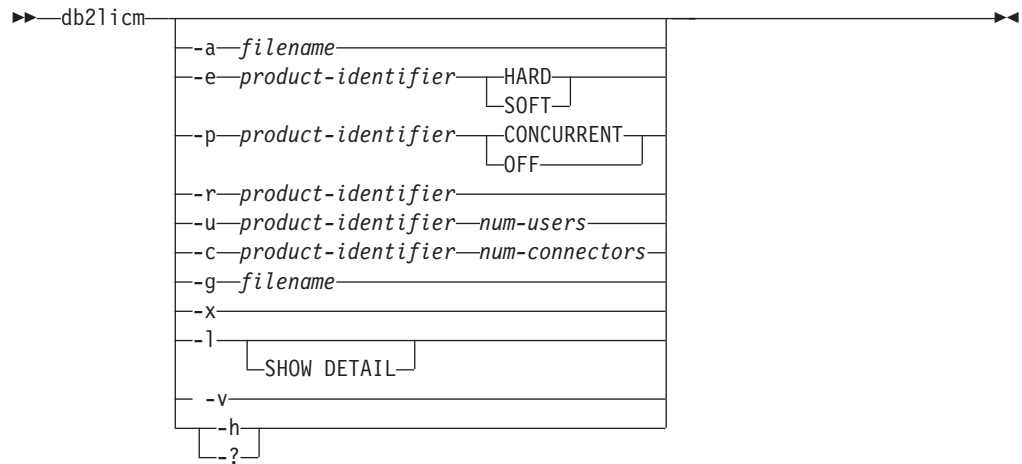 db2licm
-a filename
-e product-identifier HARD
SOFT
-p product-identifier CONCURRENT
OFF
-r product-identifier
-u product-identifier num-users
-c product-identifier num-connectors
-g filename
-x
-l
SHOW DETAIL
-v
-h
-?